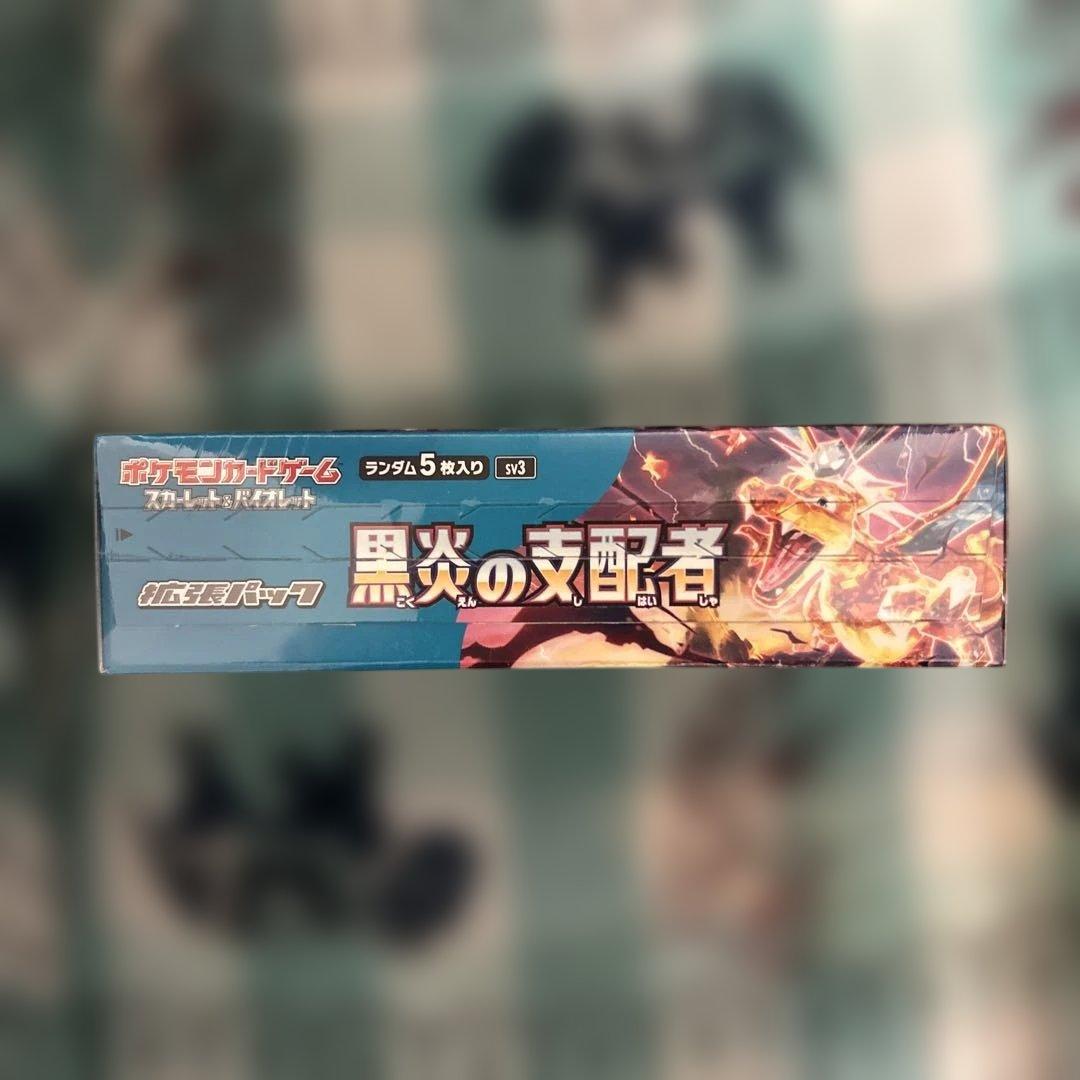 ポケモンカードゲーム
スカーレット&バイオレット
ランダム5枚入り
SV3
拡張パック
黒炎の支配者
こくえん し はい しゃ